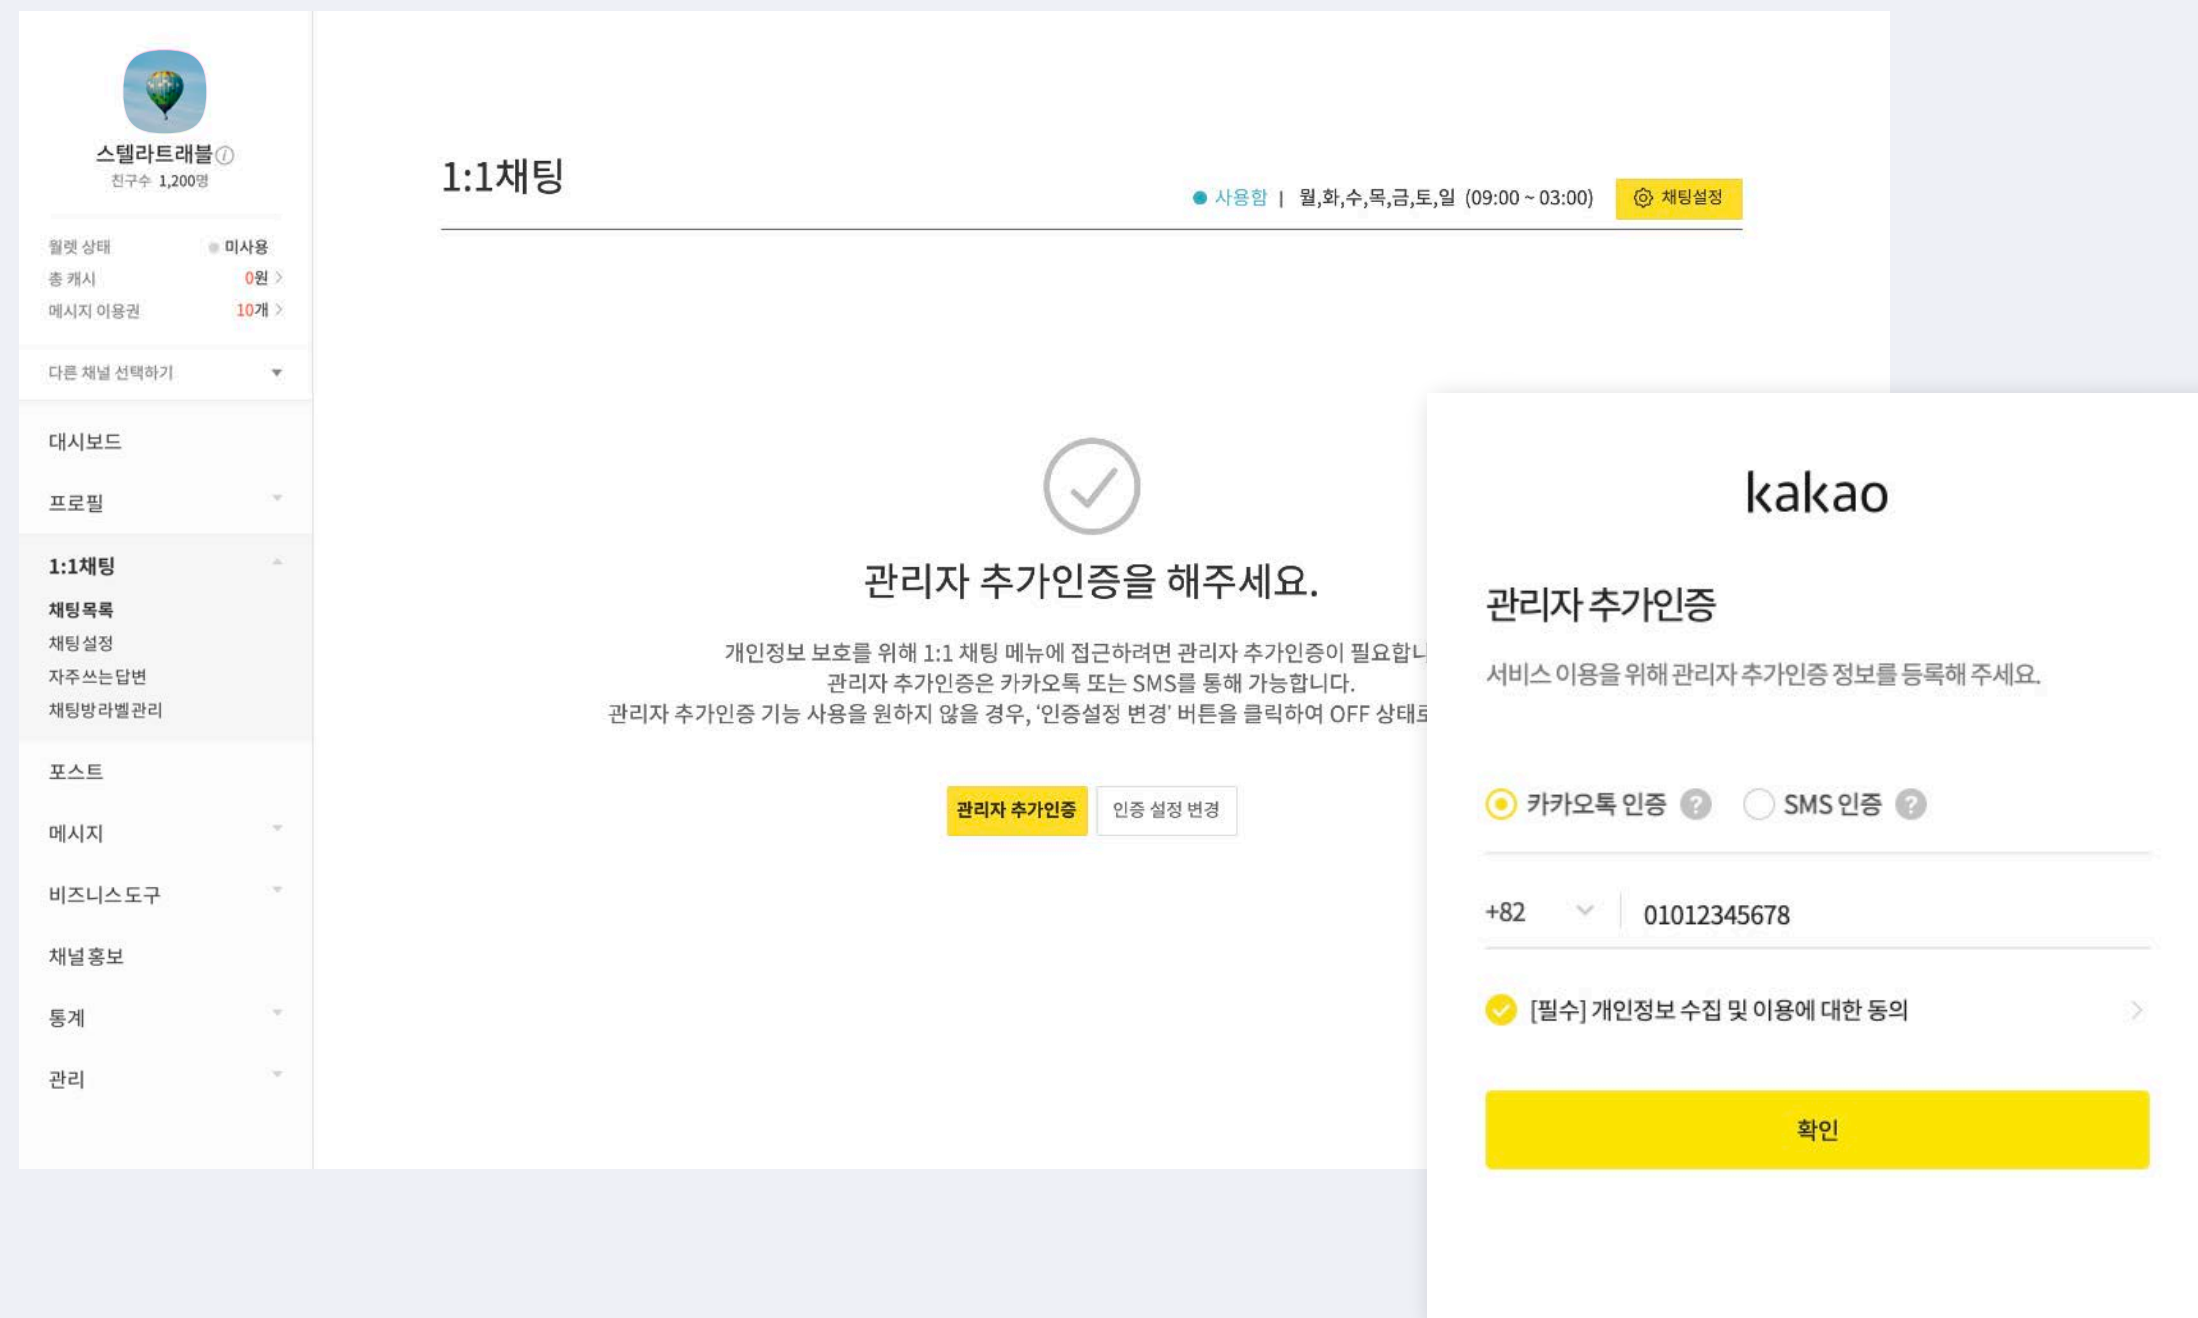 스텔라트래블
친구수 1,200명
월렛 상태 미사용
총 캐시 0원
메시지 이용권 10개
다른 채널 선택하기
대시보드
프로필
1:1채팅
채팅목록
채팅설정
자주쓰는답변
채팅방라벨관리
포스트
메시지
비즈니스도구
채널홍보
통계
관리
1:1채팅
사용함 | 월,화,수,목,금,토,일 (09:00 ~ 03:00) 채팅설정
관리자 추가인증을 해주세요.
개인정보 보호를 위해 1:1 채팅 메뉴에 접근하려면 관리자 추가인증이
관리자 추가인증은 카카오톡 또는 SMS를 통해 가능합니다.
관리자 추가인증 기능 사용을 원하지 않을 경우, ‘인증설정 변경’ 버튼을 클릭하여 OFF
관리자 추가인증 인증 설정 변경
kakao
관리자 추가인증
서비스 이용을 위해 관리자 추가인증 정보를 등록해 주세요.
카카오톡 인증 ? SMS 인증 ?
+82 01012345678
[필수] 개인정보 수집 및 이용에 대한 동의
확인